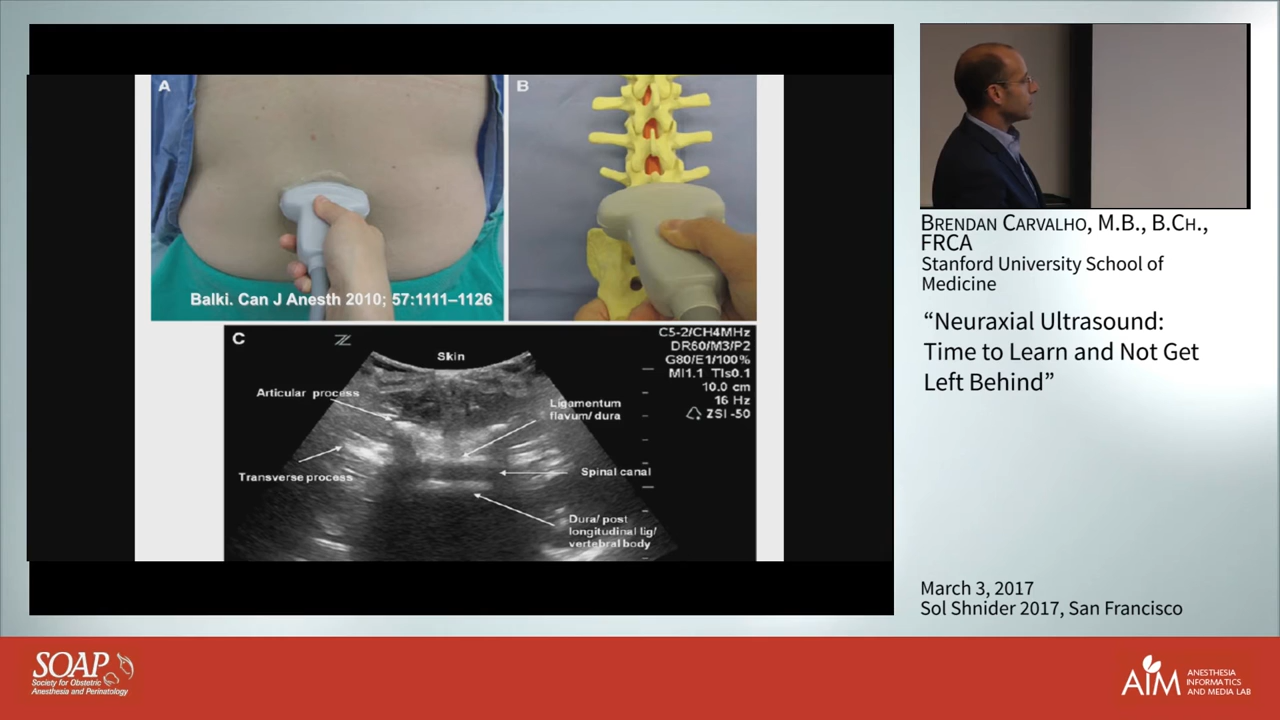 A
B
Balki. Can J Anesth 2010; 57:1111–1126
C
Skin
C5-2/CH4MHz
DR60/M3/P2
G80/E1/100%
MI1.1 TIs0.1
10.0 cm
16 Hz
ZSI -50
Articular process
Ligamentum
flavum/ dura
Transverse process
Spinal canal
Dura/ post
longitudinal lig/
vertebral body
BRENDAN CARVALHO, M.B., B.CH.,
FRCA
Stanford University School of
Medicine
“Neuraxial Ultrasound:
Time to Learn and Not Get
Left Behind”
March 3, 2017
Sol Shnider 2017, San Francisco
SOAP
Society for Obstetric
Anesthesia and Perinatology
AIM
ANESTHESIA
INFORMATICS
AND MEDIA LAB